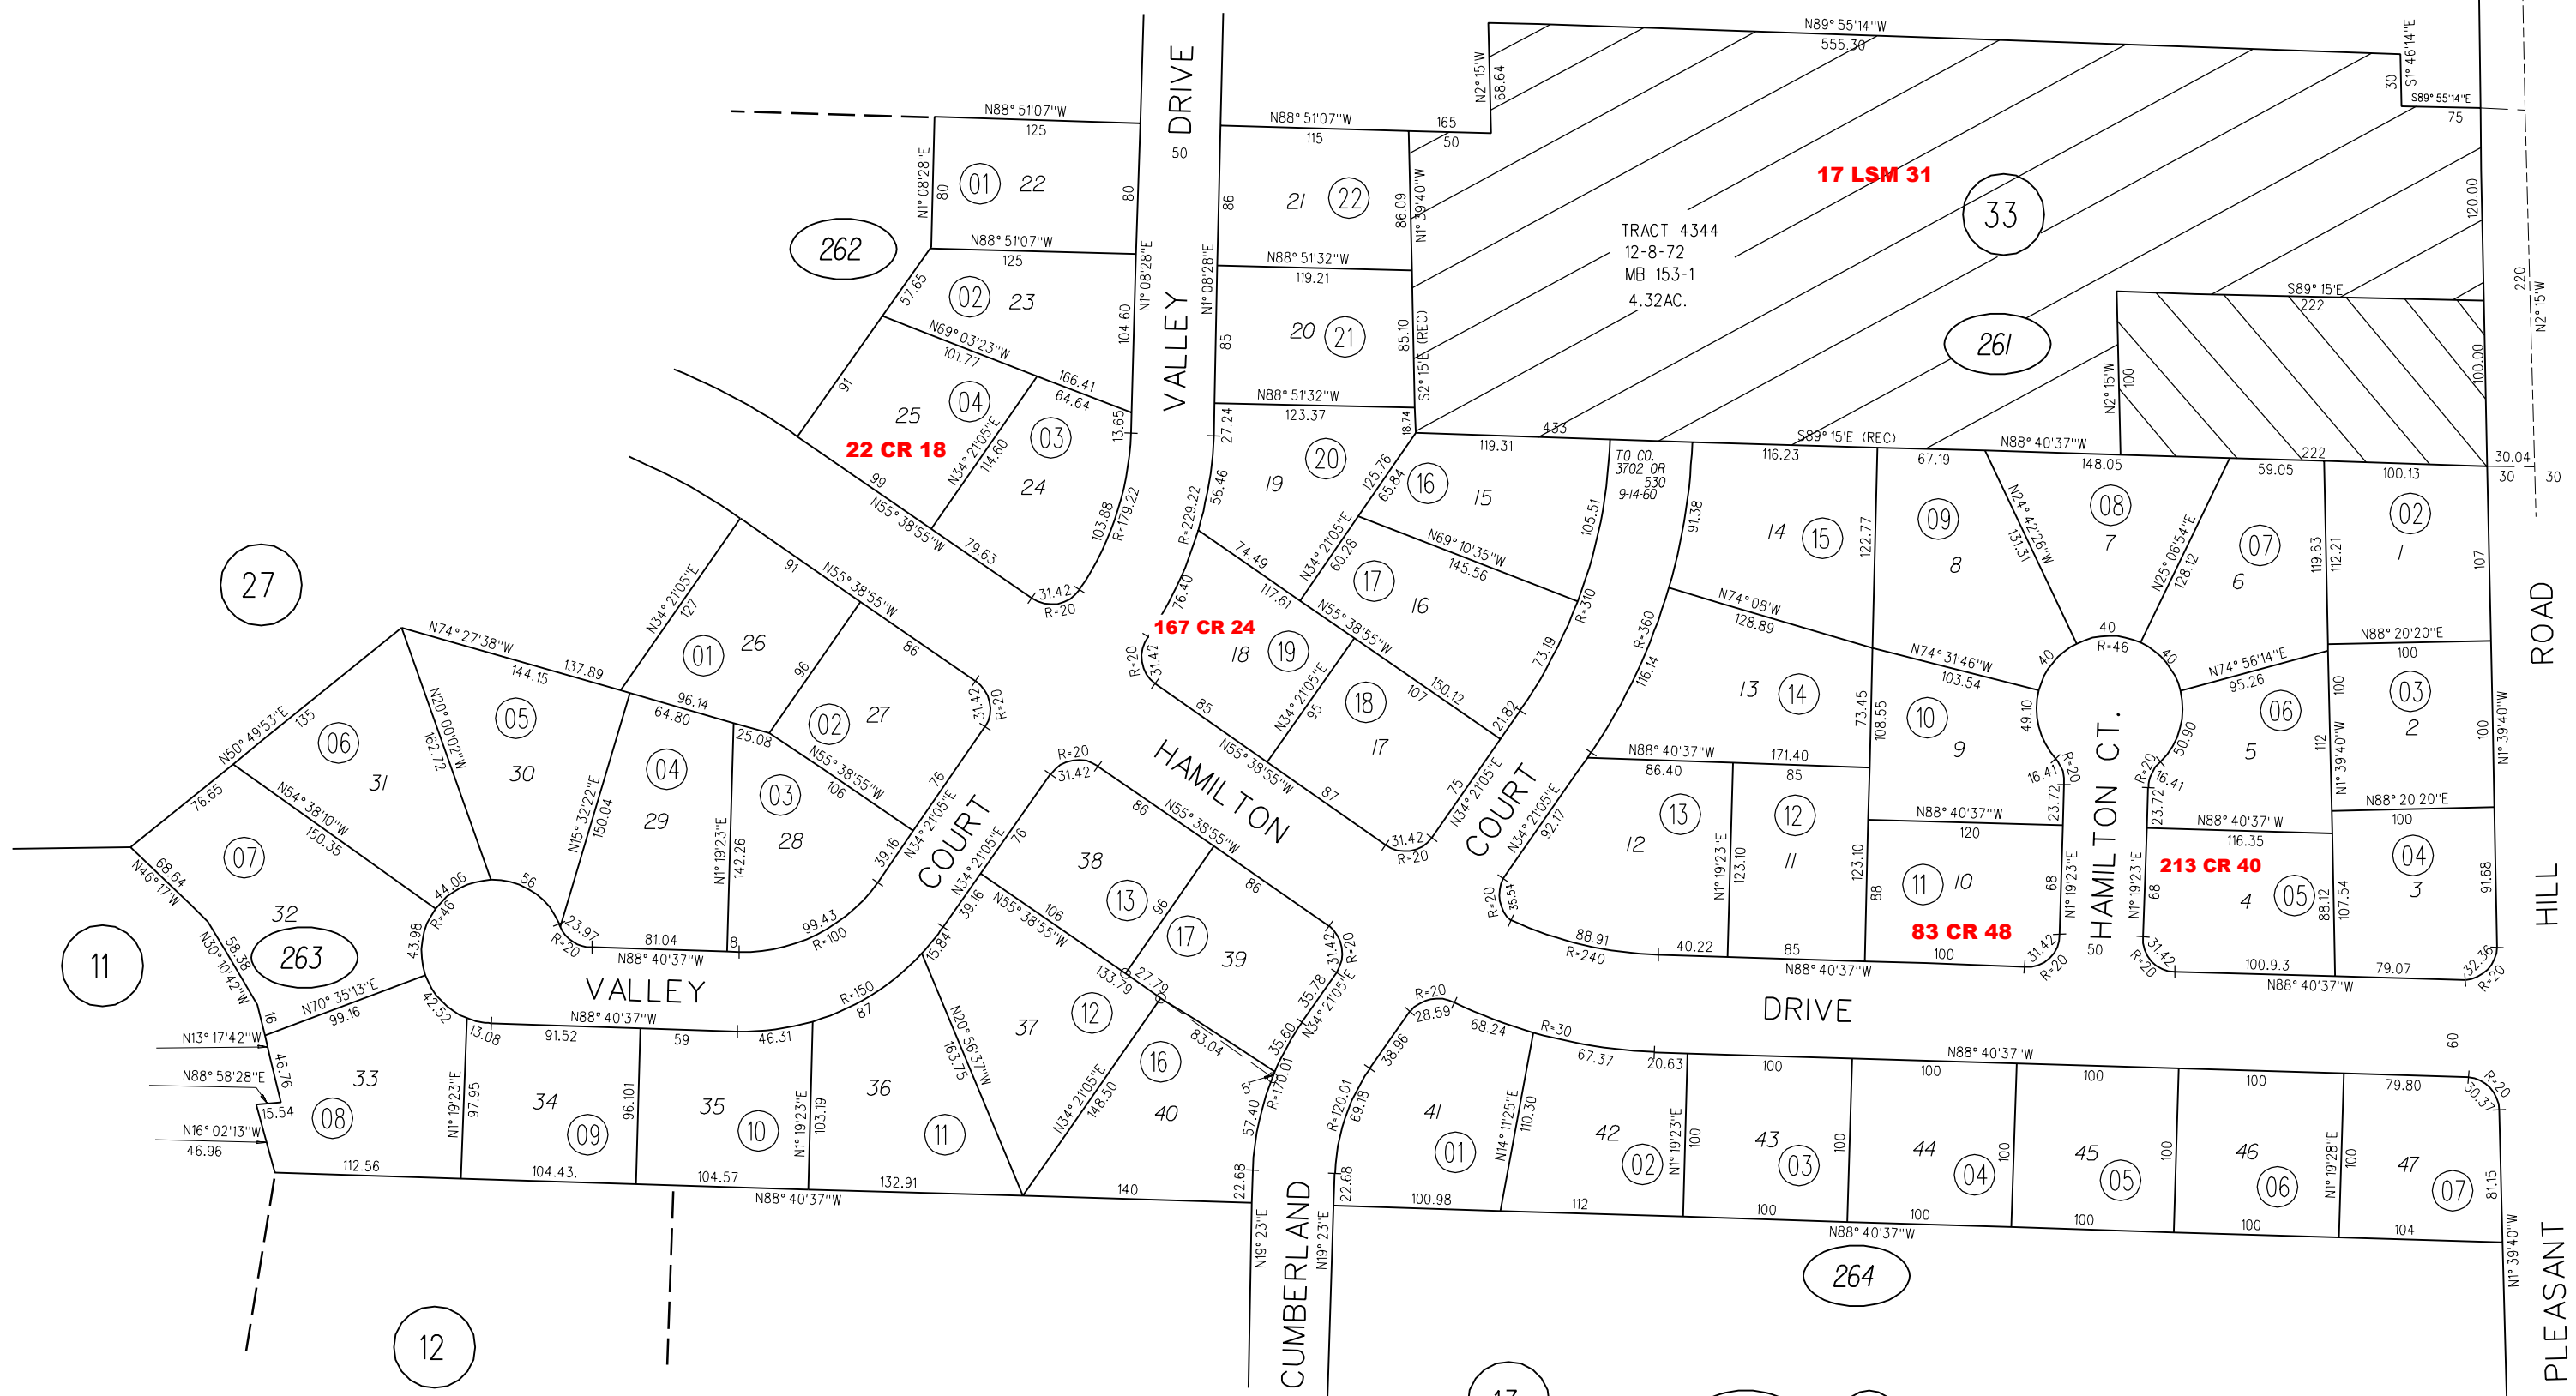 N89° 55'14"W
555.30
S1° 46'14"E
30
S89° 55'14"E
75
N2° 15'W
68.64
DRIVE
50
N88° 51'07"W
125
N88° 51'07"W
115
165
50
N1° 08'28"E
80
01
22
80
86
21
22
86.09
N1° 39'40"W
17 LSM 31
33
120.00
TRACT 4344
12-8-72
MB 153-1
4.32AC.
262
N88° 51'07"W
125
N88° 51'32"W
119.21
57.65
02
23
N1° 08'28"E
104.60
N1° 08'28"E
VALLEY
85
20
21
85.10
S2° 15'E (REC)
261
S89° 15'E
222
220
N2° 15'W
N2° 15'W
100
100.00
N69° 03'23"W
101.77
166.41
64.64
91
25
04
22 CR 18
N34° 21'05"E
114.60
03
24
13.65
99
N55° 38'55"W
79.63
103.88
R=179.22
31.42
R=20
N88° 51'32"W
123.37
27.24
18.74
20
19
56.46
R=229.22
125.76
65.84
N34° 21'05"E
60.28
433
119.31
S89° 15'E (REC)
116.23
N88° 40'37"W
67.19
148.05
222
59.05
100.13
30.04
30
30
TO CO.
3702 OR
530
9-14-60
16
15
105.51
91.38
14
15
122.77
09
8
N24° 42'26"W
131.31
08
7
N25° 06'54"E
128.12
07
6
119.63
112.21
02
1
107
N69° 10'35"W
145.56
17
16
R=310
73.19
R=360
116.14
74.49
117.61
N55° 38'55"W
76.40
167 CR 24
18
19
R=20
31.42
N34° 21'05"E
95
18
107
150.12
21.82
17
85
N55° 38'55"W
87
75
N34° 21'05"E
31.42
R=20
N74° 08'W
128.89
N74° 31'46"W
103.54
40
40
R=46
40
N74° 56'14"E
95.26
N88° 20'20"E
100
ROAD
13
14
73.45
108.55
10
9
49.10
50.90
06
5
100
112
N1° 39'40"W
03
2
100
N1° 39'40"W
R=20
16.41
R=20
16.41
23.72
23.72
N88° 20'20"E
100
27
N34° 21'05"E
127
91
N55° 38'55"W
01
26
96
86
N74° 27'38"W
144.15
137.89
96.14
64.80
25.08
02
27
31.42
R=20
N50° 49'53"E
135
76.65
06
31
N20° 00'02"W
162.72
05
30
N15° 32'22"E
150.04
04
29
N1° 19'23"E
142.26
03
28
N55° 38'55"W
106
76
N34° 21'05"E
39.16
COURT
N54° 38'10"W
150.35
07
32
68.64
N46° 17'W
44.06
R=46
56
43.98
23.97
R=20
81.04
N88° 40'37"W
8
99.43
R=100
58.38
N30° 10'42"W
263
11
16
N70° 35'13"E
99.16
42.52
VALLEY
R=20
31.42
76
N34° 21'05"E
39.16
15.84
HAMILTON
86
N55° 38'55"W
38
13
96
86
106
N55° 38'55"W
133.79
27.79
17
39
31.42
R=20
35.78
N34° 21'05"E
35.60
83.04
R=150
87
N88° 40'37"W
13.08
91.52
59
46.31
N20° 56'37"W
163.75
37
12
N34° 21'05"E
148.50
16
40
5
R=170.01
57.40
N13° 17'42"W
46.76
N88° 58'28"E
15.54
N16° 02'13"W
46.96
33
08
N1° 19'23"E
97.95
34
09
96.101
35
10
N1° 19'23"E
103.19
36
11
112.56
104.43.
104.57
N88° 40'37"W
132.91
140
22.68
12
COURT
N88° 40'37"W
86.40
171.40
85
N34° 21'05"E
92.17
12
13
N1° 19'23"E
123.10
12
11
123.10
R=20
35.54
88.91
R=240
40.22
85
N88° 40'37"W
N88° 40'37"W
120
88
11
10
83 CR 48
100
68
N1° 19'23"E
31.42
R=20
HAMILTON CT.
50
N88° 40'37"W
116.35
213 CR 40
4
05
88.12
107.54
N1° 19'23"E
68
31.42
R=20
100.9.3
79.07
N88° 40'37"W
04
3
91.68
32.36
R=20
HILL
DRIVE
60
R=20
28.59
68.24
R=30
67.37
20.63
38.96
R=120.01
69.18
22.68
41
01
N14° 11'25"E
110.30
100.98
42
02
N1° 19'23"E
100
112
100
N88° 40'37"W
43
03
100
100
100
44
04
100
100
100
45
05
100
100
100
46
06
N1° 19'28"E
100
100
79.80
30.37
R=20
47
07
81.15
104
N88° 40'37"W
264
N1° 39'40"W
PLEASANT
N19° 23"E
CUMBERLAND
N19° 23"E